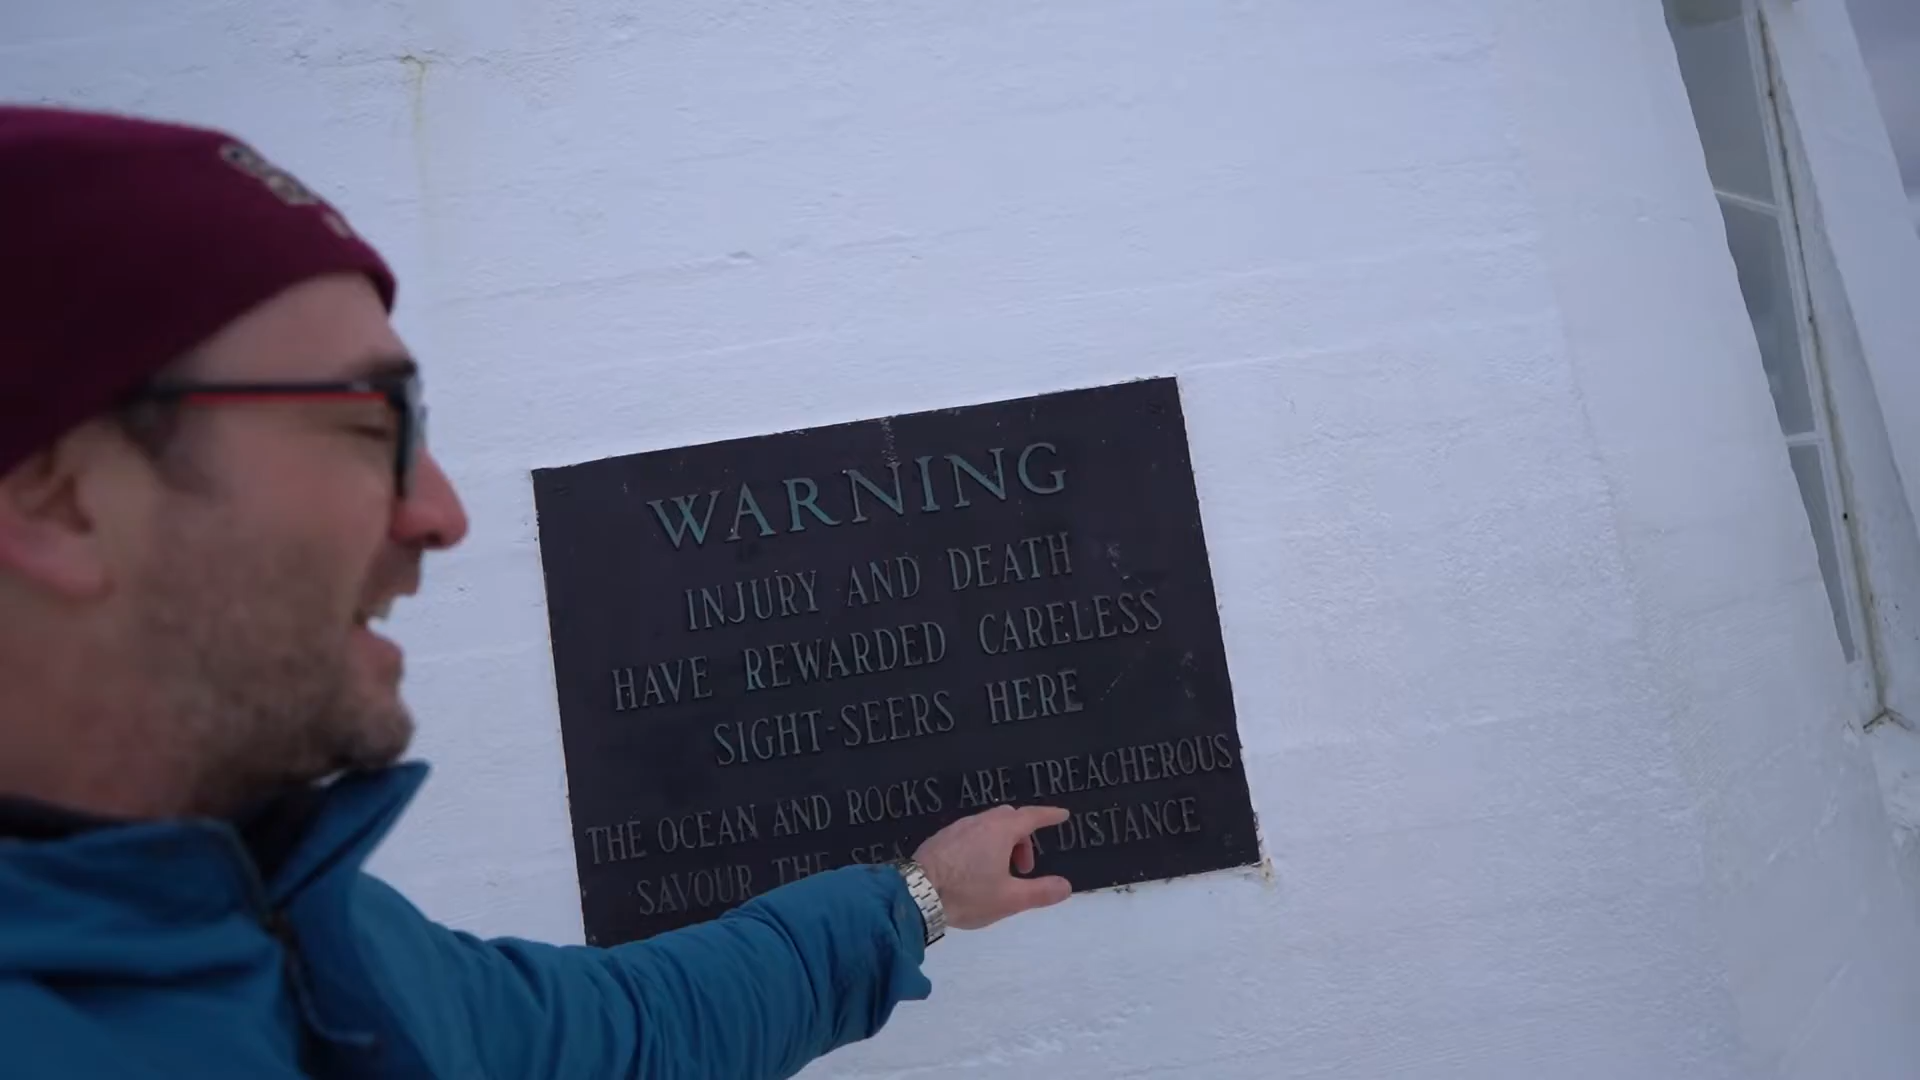 WARNING
INJURY AND DEATH
HAVE REWARDED CARELESS
SIGHT-SEERS HERE
THE OCEAN AND ROCKS ARE TREACHEROUS
SAVOUR THE SEA A DISTANCE